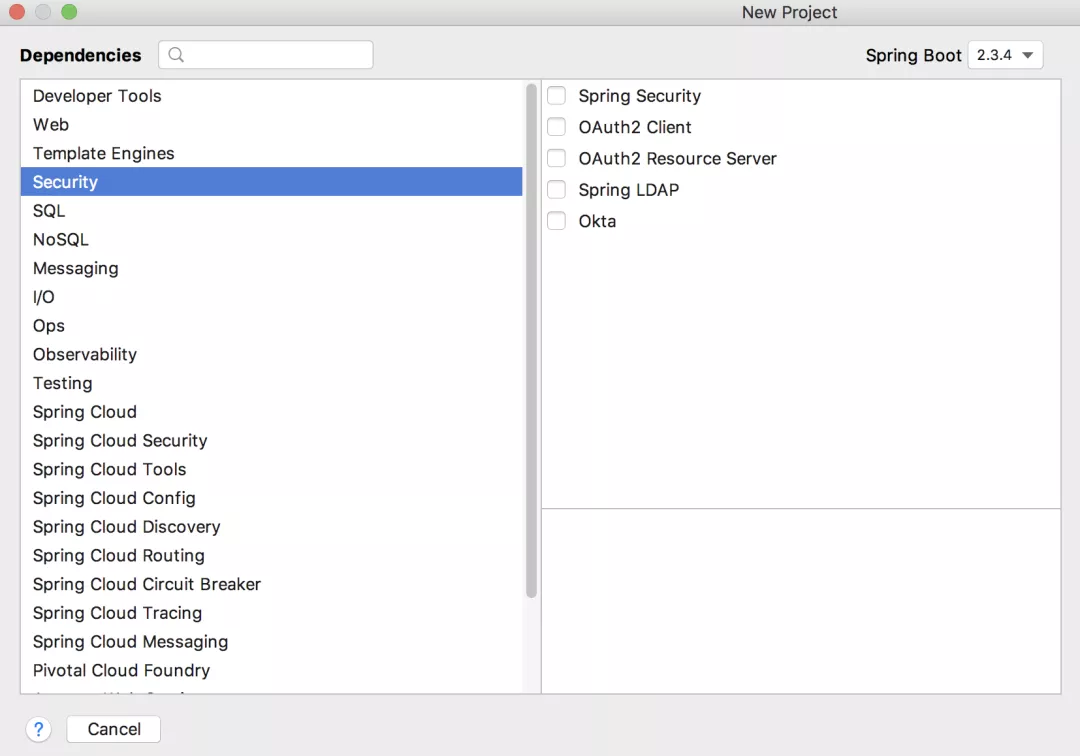 New Project
Dependencies
Spring Boot 2.3.4
Developer Tools
Web
Template Engines
Security
SQL
NoSQL
Messaging
I/O
Ops
Observability
Testing
Spring Cloud
Spring Cloud Security
Spring Cloud Tools
Spring Cloud Config
Spring Cloud Discovery
Spring Cloud Routing
Spring Cloud Circuit Breaker
Spring Cloud Tracing
Spring Cloud Messaging
Pivotal Cloud Foundry
Spring Security
OAuth2 Client
OAuth2 Resource Server
Spring LDAP
Okta
?
Cancel